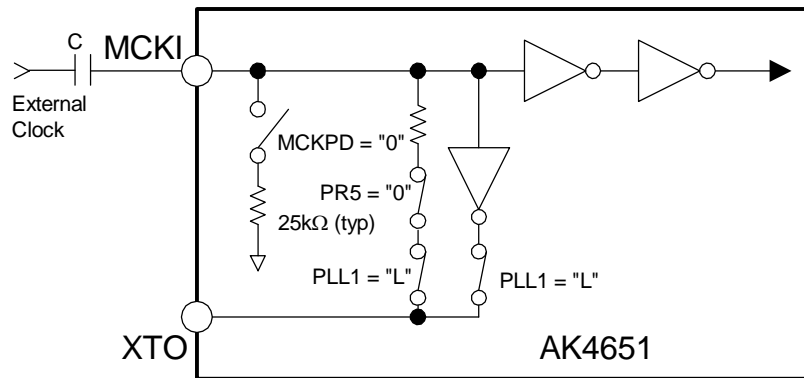 C
MCKI
External
Clock
MCKPD = "0"
PR5 = "0"
25kΩ (typ)
PLL1 = "L"
PLL1 = "L"
XTO
AK4651